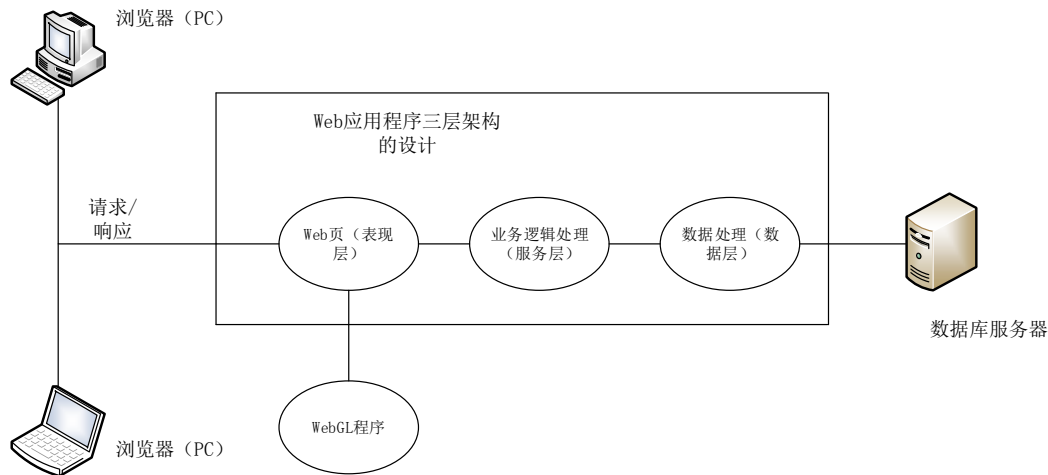 浏览器（PC）
Web应用程序三层架构
的设计
请求/
响应
Web页（表现
层）
业务逻辑处理
（服务层）
数据处理（数
据层）
数据库服务器
WebGL程序
浏览器（PC）